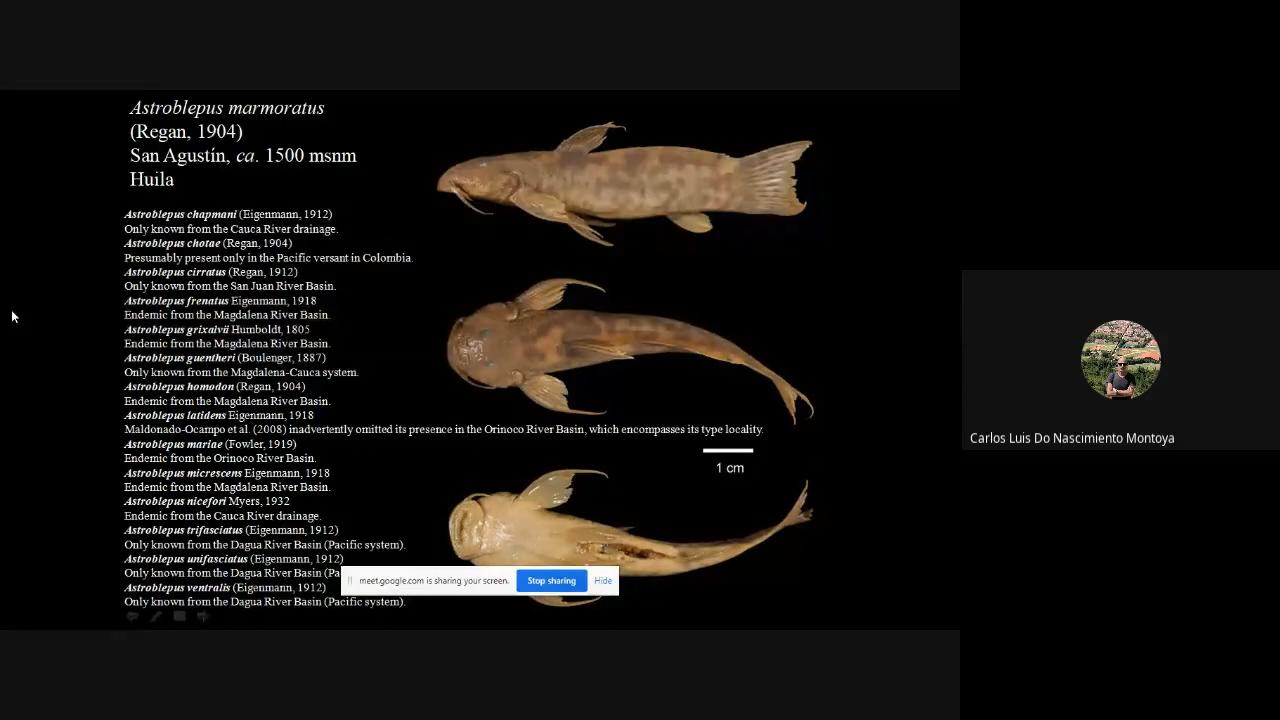 Astroblepus marmoratus
(Regan, 1904)
San Agustín, ca. 1500 msnm
Huila
Astroblepus chapmani (Eigenmann, 1912)
Only known from the Cauca River drainage.
Astroblepus chotae (Regan, 1904)
Presumably present only in the Pacific versant in Colombia.
Astroblepus cirratus (Regan, 1912)
Only known from the San Juan River Basin.
Astroblepus frenatus Eigenmann, 1918
Endemic from the Magdalena River Basin.
Astroblepus grixalvii Humboldt, 1805
Endemic from the Magdalena River Basin.
Astroblepus guentheri (Boulenger, 1887)
Only known from the Magdalena-Cauca system.
Astroblepus homodon (Regan, 1904)
Endemic from the Magdalena River Basin.
Astroblepus latidens Eigenmann, 1918
Maldonado-Ocampo et al. (2008) inadvertently omitted its presence in the Orinoco River Basin, which encompasses its type locality.
Astroblepus mariae (Fowler, 1919)
Endemic from the Orinoco River Basin.
Astroblepus micrescens Eigenmann, 1918
Endemic from the Magdalena River Basin.
Astroblepus nicefori Myers, 1932
Endemic from the Cauca River drainage.
Astroblepus trifasciatus (Eigenmann, 1912)
Only known from the Dagua River Basin (Pacific system).
Astroblepus unifasciatus (Eigenmann, 1912)
Only known from the Dagua River Basin (Pa
Astroblepus ventralis (Eigenmann, 1912)
Only known from the Dagua River Basin (Pacific system).
1 cm
meet.google.com is sharing your screen.
Stop sharing
Hide
Carlos Luis Do Nascimiento Montoya